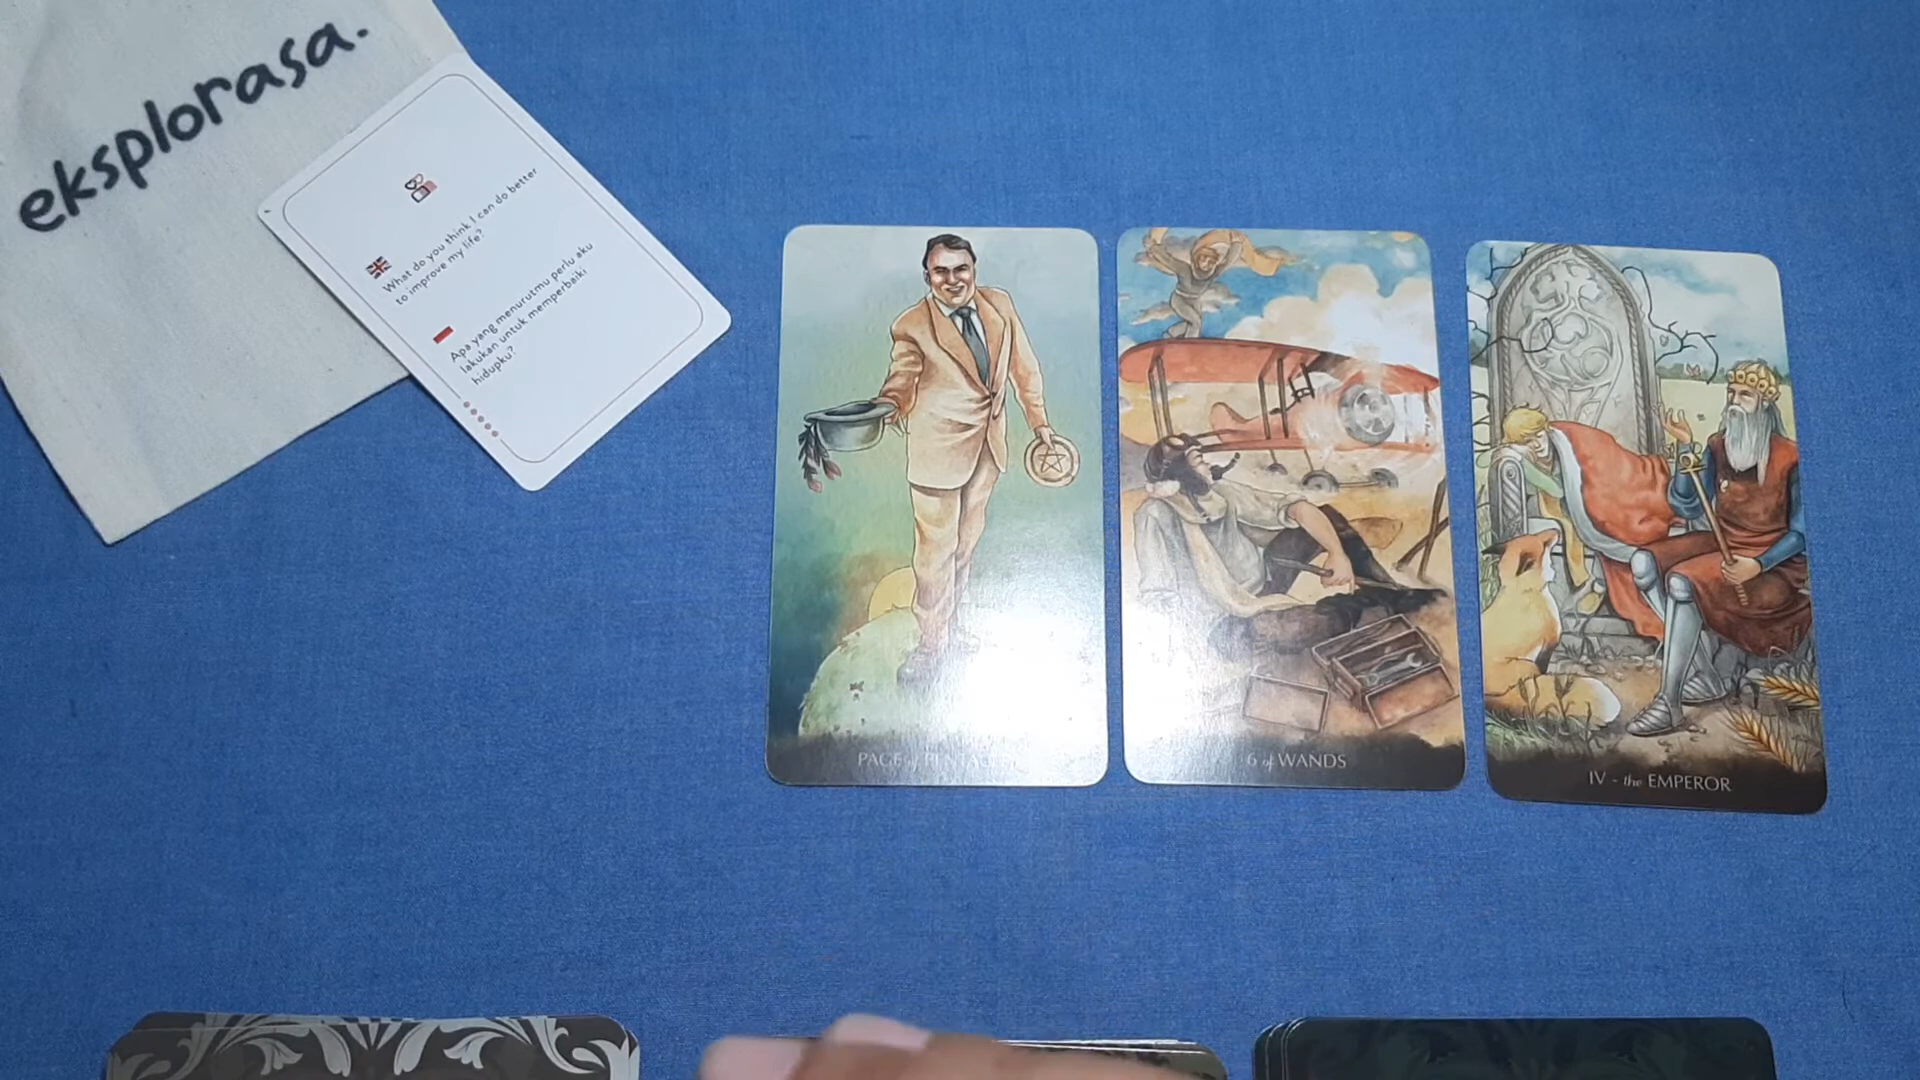 eksplorasa.
What do you think I can do better
to improve my life?
Apa yang menurutmu perlu aku
lakukan untuk memperbaiki
hidupku?
PAGE of PENTACLES
6 of WANDS
IV - the EMPEROR